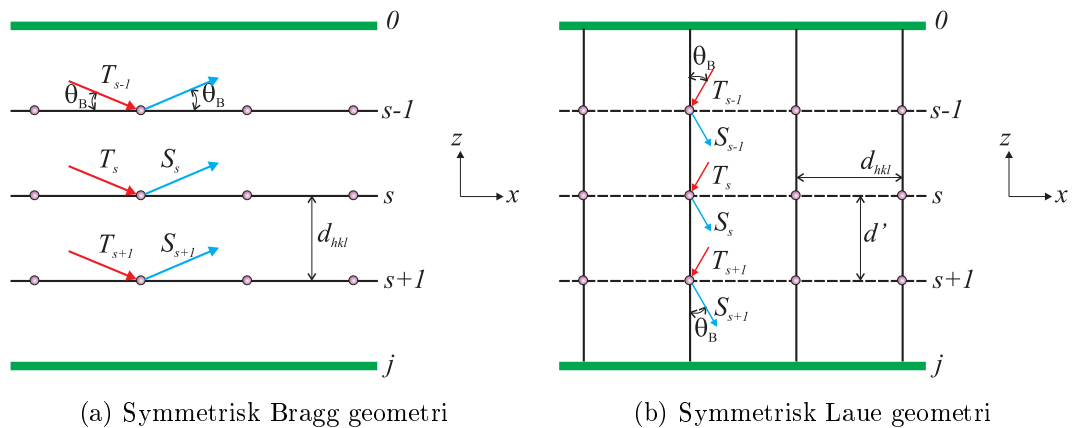 0
T_{s-1}
θ_B θ_B
s-1
T_s S_s
s
d_{hkl}
T_{s+1} S_{s+1}
s+1
j
z
x
(a) Symmetrisk Bragg geometri
0
θ_B
T_{s-1}
s-1
S_{s-1}
T_s
d_{hkl}
s
S_s
d'
T_{s+1}
s+1
S_{s+1}
θ_B
j
z
x
(b) Symmetrisk Laue geometri